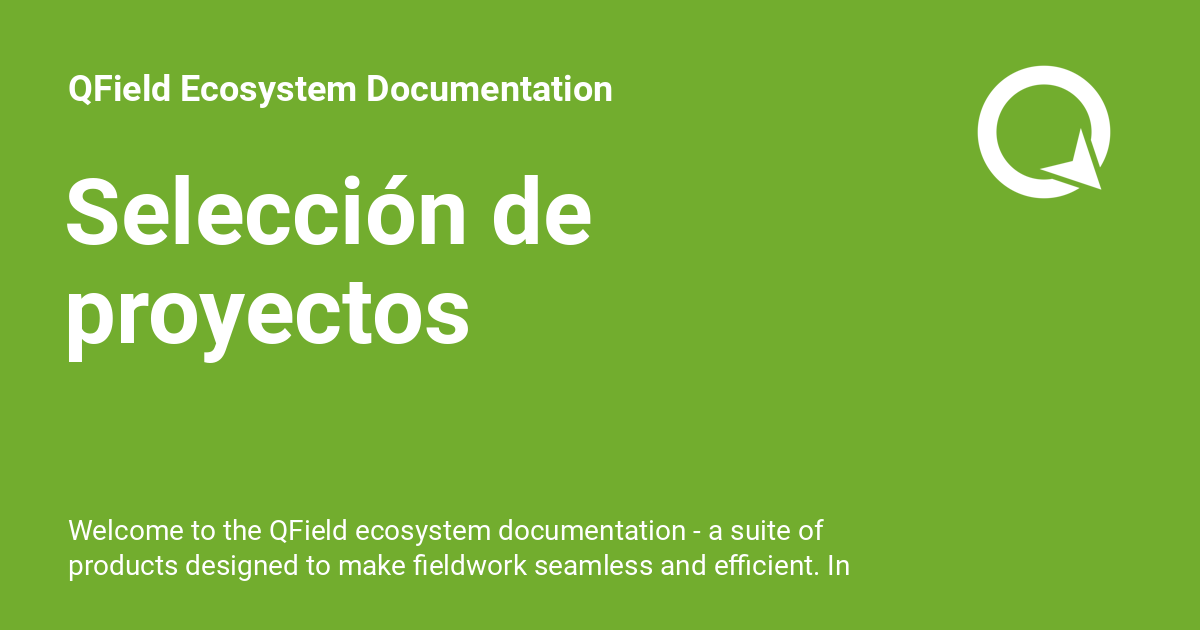 QField Ecosystem Documentation
Selección de
proyectos
Welcome to the QField ecosystem documentation - a suite of
products designed to make fieldwork seamless and efficient. In